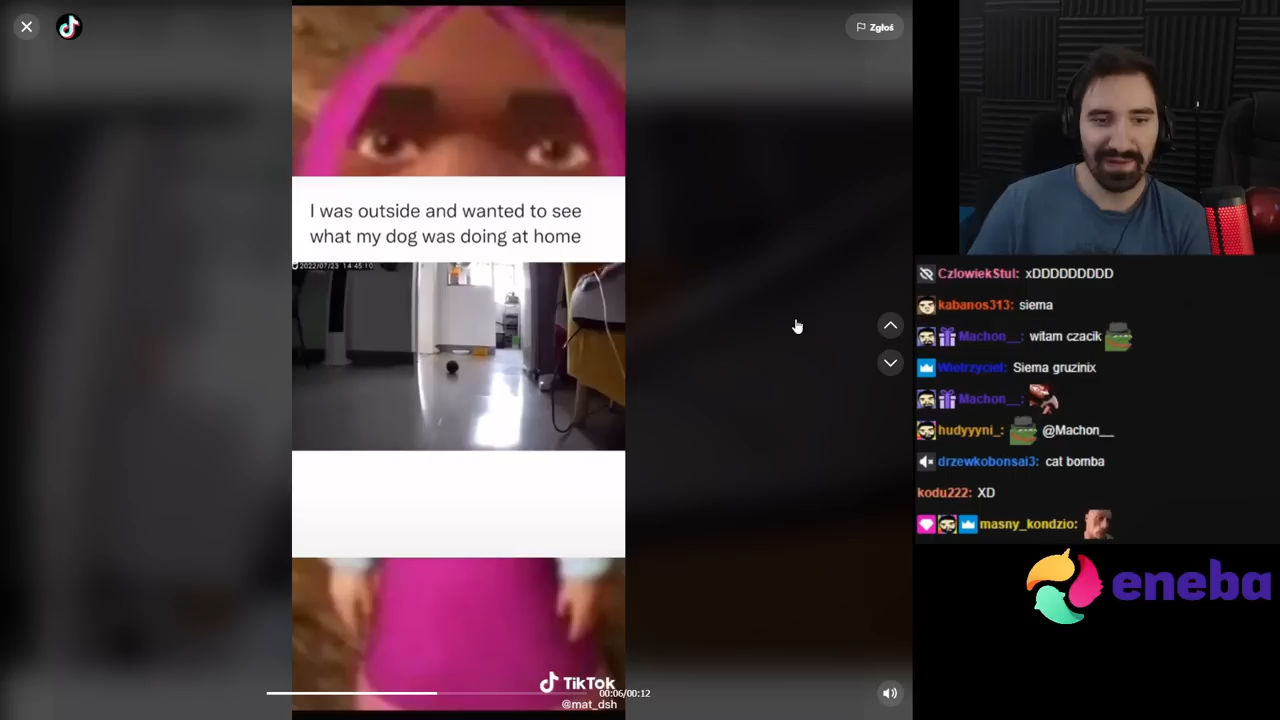 Zgłoś
I was outside and wanted to see
what my dog was doing at home
2022/07/23 14:45:10
TikTok
@mat_dsh
00:06/00:12
CzlowiekStul: xDDDDDDDDD
kabanos313: siema
Machon__: witam czacik
Wietrzyciel: Siema gruzinix
Machon__:
hudyyyni_: @Machon__
drzewkobonsai3: cat bomba
kodu222: XD
masny_kondzio:
eneba